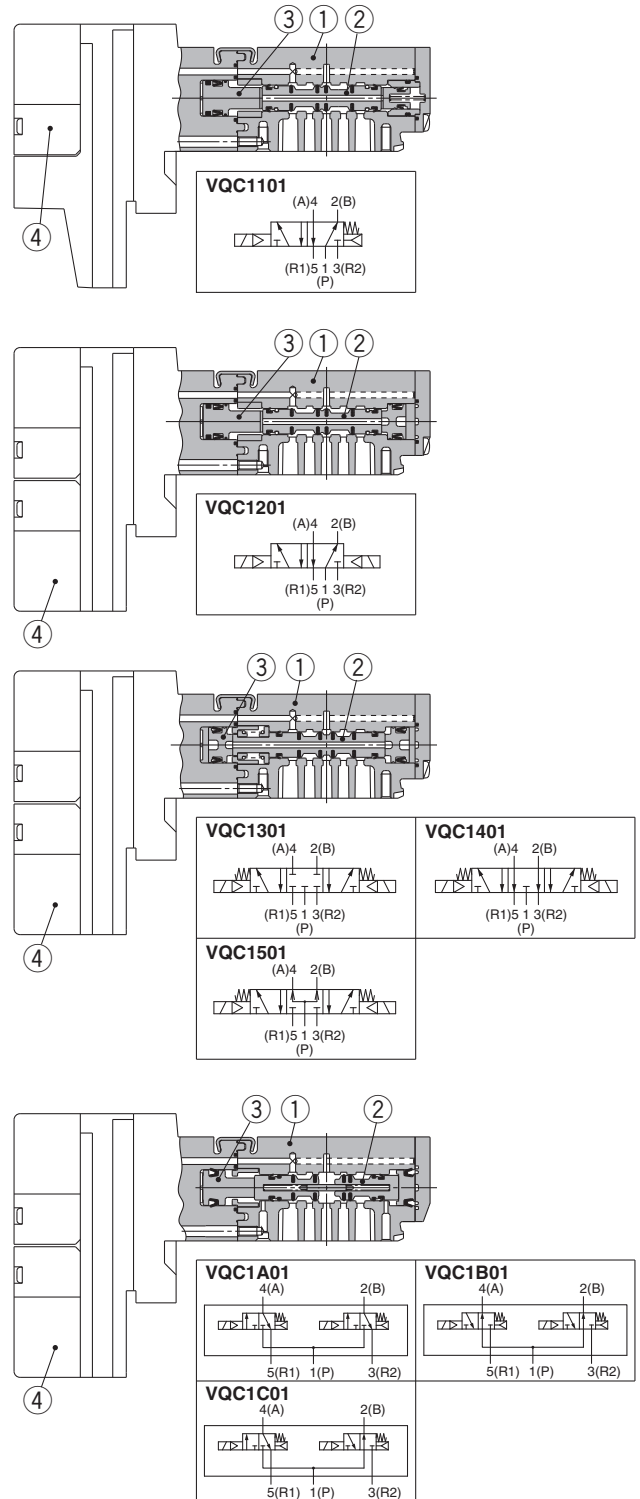 ③ ① ②
④
VQC1101
(A)4 2(B)
(R1)5 1 3(R2)
(P)
③ ① ②
④
VQC1201
(A)4 2(B)
(R1)5 1 3(R2)
(P)
③ ① ②
④
VQC1301
(A)4 2(B)
(R1)5 1 3(R2)
(P)
VQC1401
(A)4 2(B)
(R1)5 1 3(R2)
(P)
VQC1501
(A)4 2(B)
(R1)5 1 3(R2)
(P)
③ ① ②
④
VQC1A01
4(A) 2(B)
5(R1) 1(P) 3(R2)
VQC1B01
4(A) 2(B)
5(R1) 1(P) 3(R2)
VQC1C01
4(A) 2(B)
5(R1) 1(P) 3(R2)